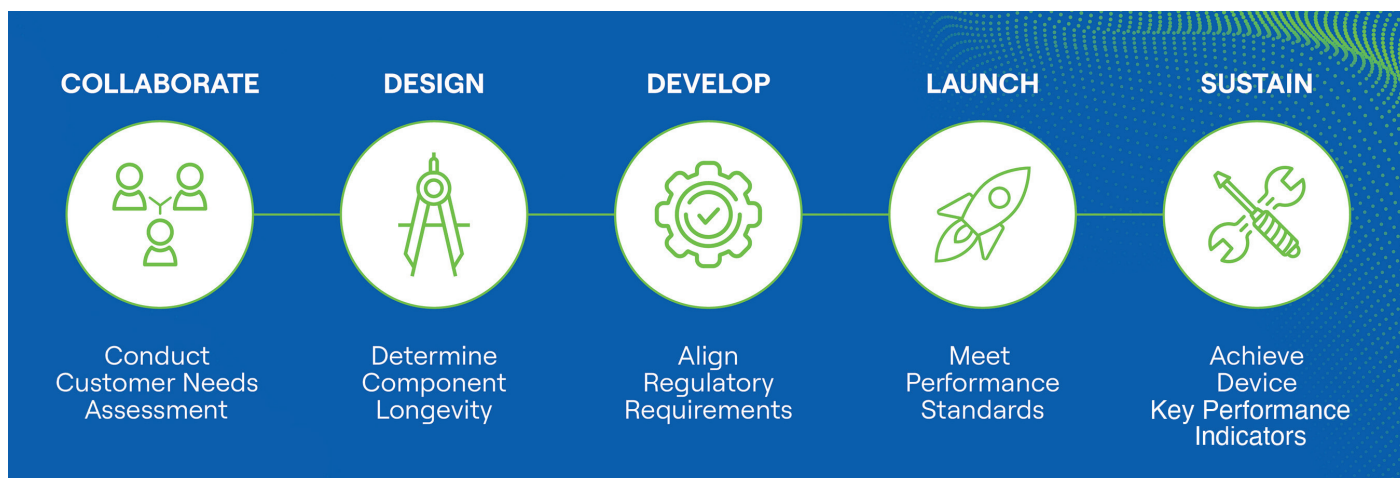 COLLABORATE
Conduct
Customer Needs
Assessment
DESIGN
Determine
Component
Longevity
DEVELOP
Align
Regulatory
Requirements
LAUNCH
Meet
Performance
Standards
SUSTAIN
Achieve
Device
Key Performance
Indicators